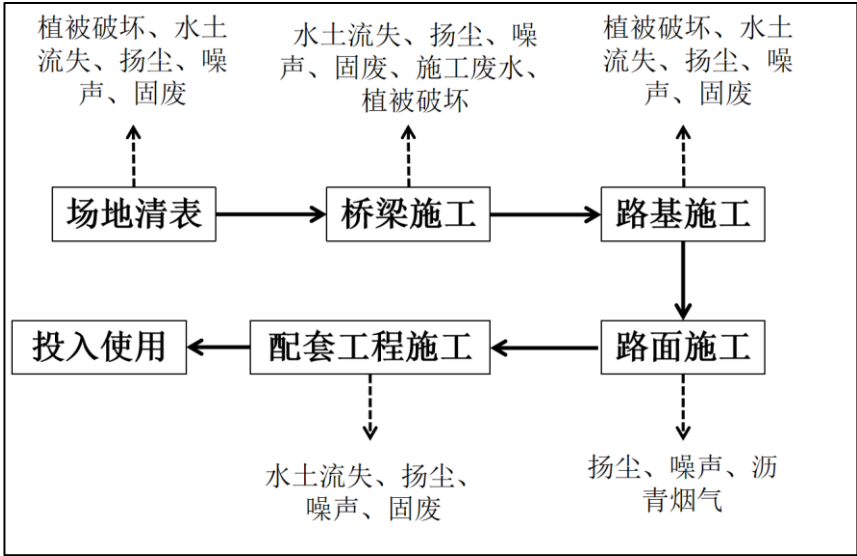 植被破坏、水土
流失、扬尘、噪
声、固废
水土流失、扬尘、噪
声、固废、施工废水、
植被破坏
植被破坏、水土
流失、扬尘、噪
声、固废
场地清表
桥梁施工
路基施工
投入使用
配套工程施工
路面施工
水土流失、扬尘、
噪声、固废
扬尘、噪声、沥
青烟气